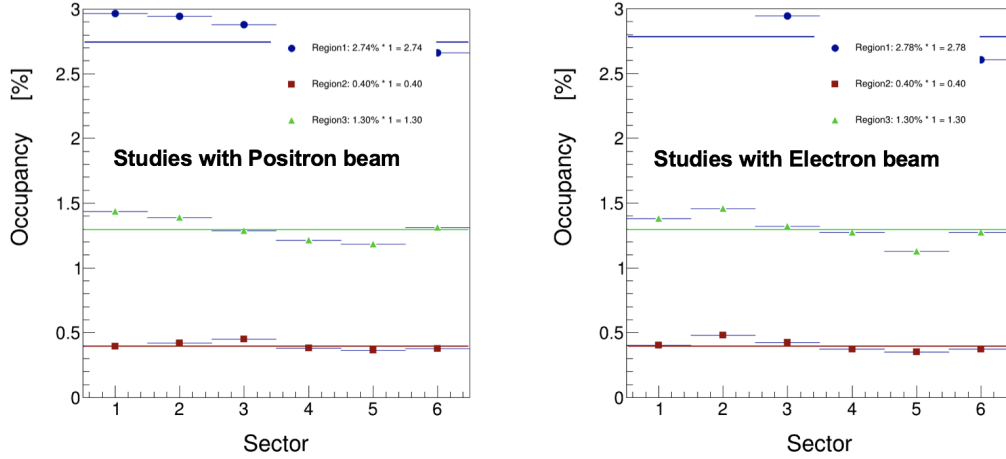 3
2.5
2
1.5
1
0.5
0
Occupancy [%]
Region1: 2.74% * 1 = 2.74
Region2: 0.40% * 1 = 0.40
Region3: 1.30% * 1 = 1.30
Studies with Positron beam
1 2 3 4 5 6
Sector
3
2.5
2
1.5
1
0.5
0
Occupancy [%]
Region1: 2.78% * 1 = 2.78
Region2: 0.40% * 1 = 0.40
Region3: 1.30% * 1 = 1.30
Studies with Electron beam
1 2 3 4 5 6
Sector